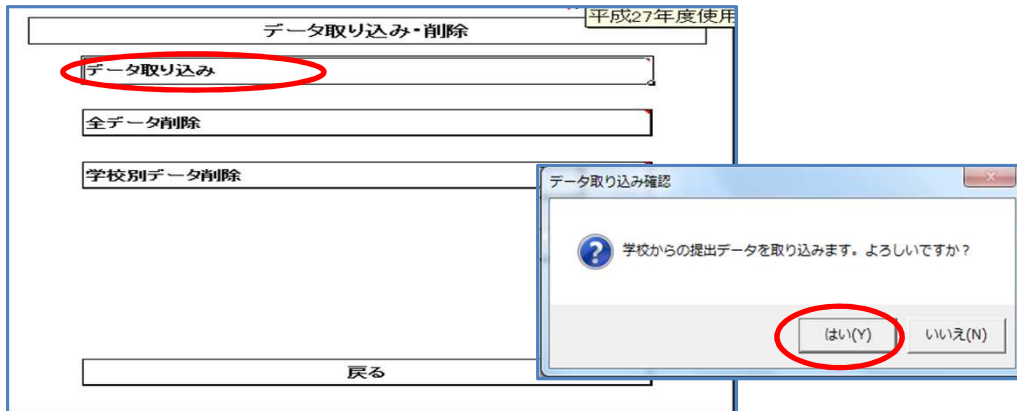 平成27年度使用
データ取り込み・削除
データ取り込み
全データ削除
学校別データ削除
戻る
データ取り込み確認
学校からの提出データを取り込みます。よろしいですか？
はい(Y)
いいえ(N)